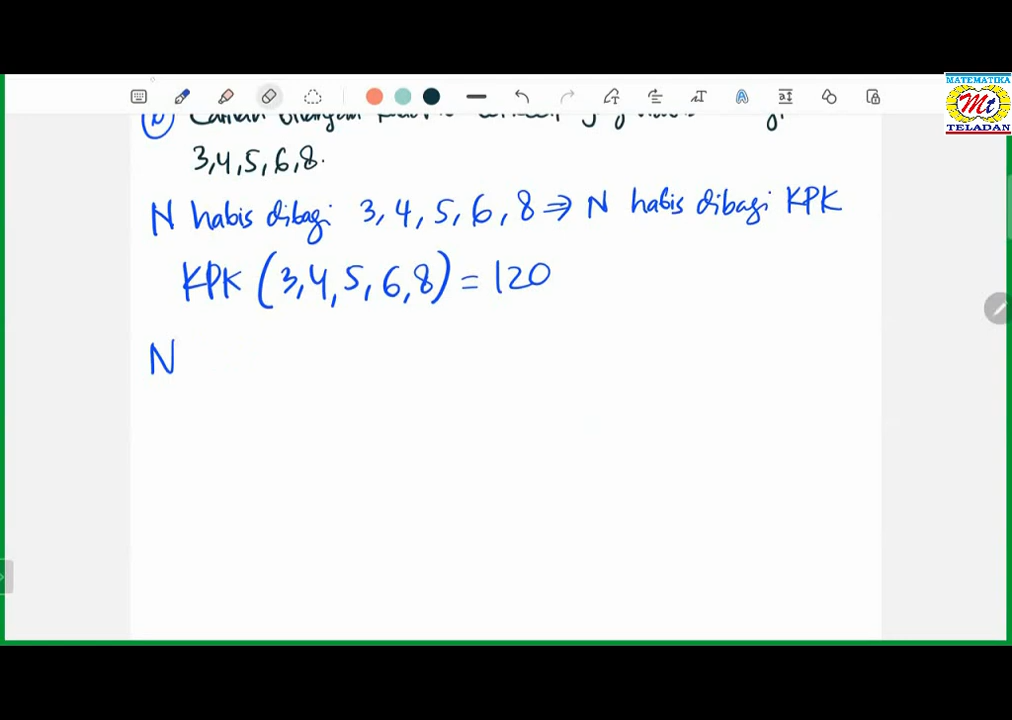 MATEMATIKA
Mt
TELADAN
3,4,5,6,8.
N habis dibagi 3, 4, 5, 6, 8 ⇒ N habis dibagi KPK
KPK (3,4,5,6,8) = 120
N